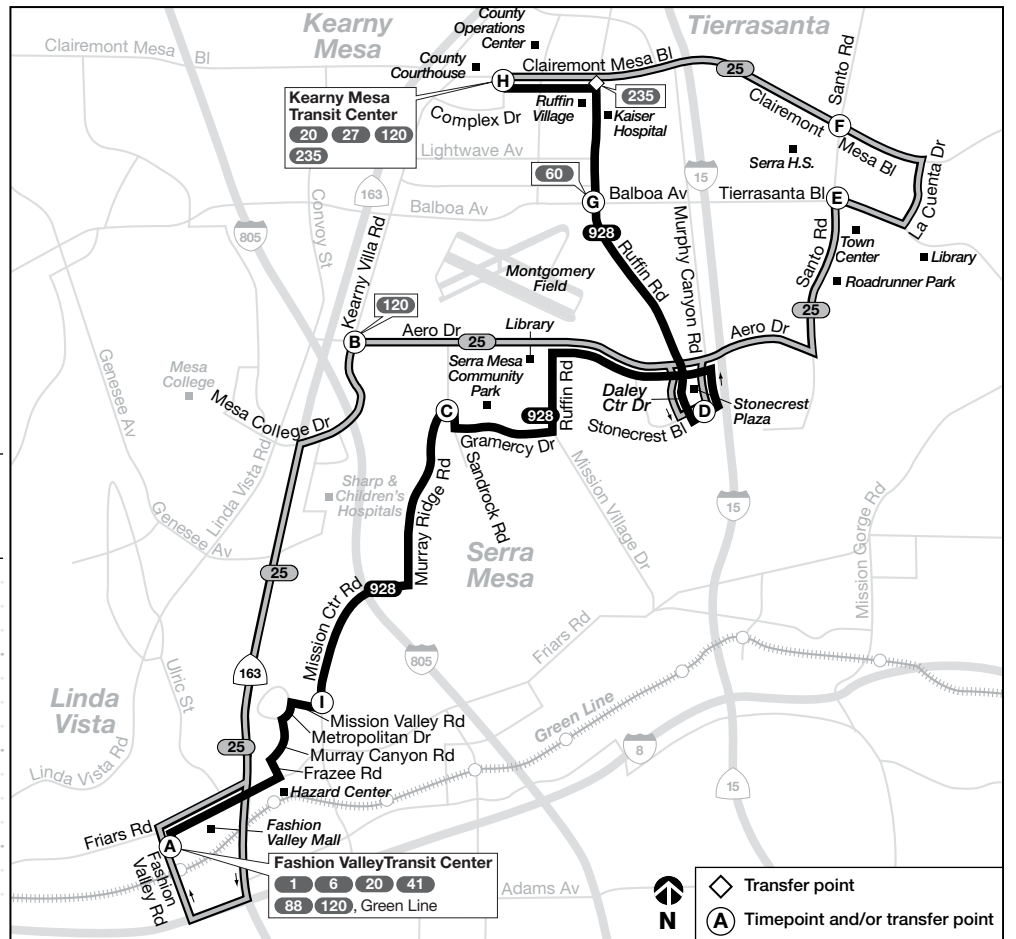 County
Operations
Center
Kearny
Mesa
Tierrasanta
Clairemont Mesa Bl
County
Courthouse
H
Clairemont Mesa Bl
25
Santo Rd
Kearny Mesa
Transit Center
20 27 120
235
Complex Dr
Ruffin
Village
235
Kaiser
Hospital
Clairemont
Mesa Bl
F
Lightwave Av
Serra H.S.
La Cuenta Dr
15
163
60
G
Balboa Av
Tierrasanta Bl
E
Balboa Av
Convoy St
805
Kearny Villa Rd
928
Ruffin Rd
Murphy Canyon Rd
Santo Rd
Town
Center
Library
Roadrunner Park
Montgomery
Field
120
25
B
Aero Dr
25
Library
Aero Dr
Genesee Av
Mesa
College
Mesa College Dr
Serra Mesa
Community
Park
Ruffin Rd
Daley
Ctr Dr
Stonecrest
Plaza
C
928
D
Stonecrest Bl
Gramercy Dr
Linda Vista Rd
Sandrock Rd
Murray Ridge Rd
Mission Village Dr
Sharp &
Children's
Hospitals
Genesee Av
15
Mission Gorge Rd
Serra
Mesa
25
928
Mission Ctr Rd
Friars Rd
805
163
Ulric St
Linda
Vista
I
Mission Valley Rd
Metropolitan Dr
Murray Canyon Rd
Frazee Rd
Hazard Center
Green Line
8
25
Linda Vista Rd
15
Friars Rd
A
Fashion
Valley Mall
Fashion
Valley Rd
Fashion ValleyTransit Center
1 6 20 41
88 120, Green Line
Adams Av
N
Transfer point
A Timepoint and/or transfer point